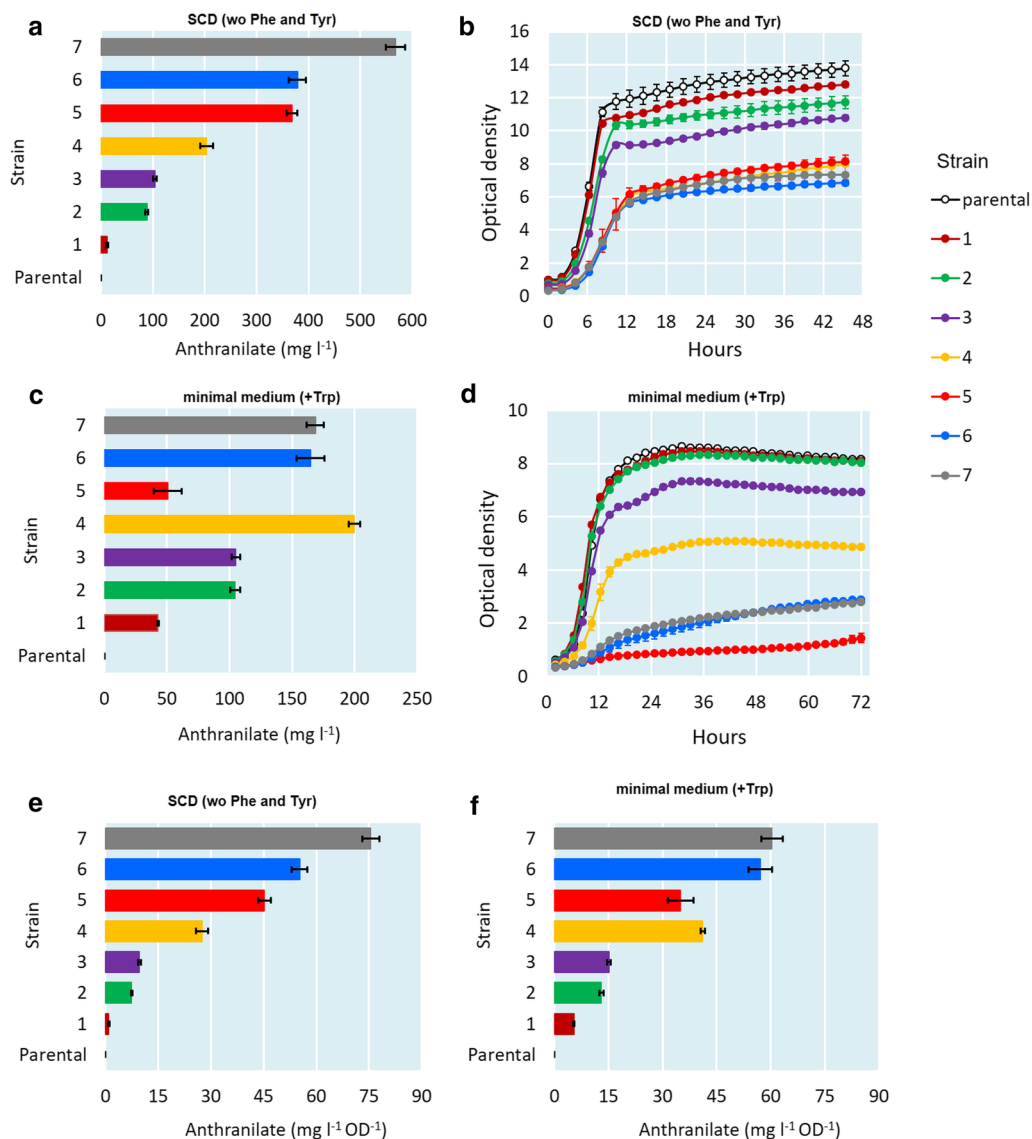 a
SCD (wo Phe and Tyr)
7
6
5
4
3
2
1
Parental
Strain
0 100 200 300 400 500 600
Anthranilate (mg l-1)
b
SCD (wo Phe and Tyr)
16
14
12
10
8
6
4
2
0
Optical density
0 6 12 18 24 30 36 42 48
Hours
Strain
parental
1
2
3
4
5
6
7
c
minimal medium (+Trp)
7
6
5
4
3
2
1
Parental
Strain
0 50 100 150 200 250
Anthranilate (mg l-1)
d
minimal medium (+Trp)
10
8
6
4
2
0
Optical density
0 12 24 36 48 60 72
Hours
e
SCD (wo Phe and Tyr)
7
6
5
4
3
2
1
Parental
Strain
0 15 30 45 60 75 90
Anthranilate (mg l-1 OD-1)
f
minimal medium (+Trp)
7
6
5
4
3
2
1
Parental
Strain
0 15 30 45 60 75 90
Anthranilate (mg l-1 OD-1)